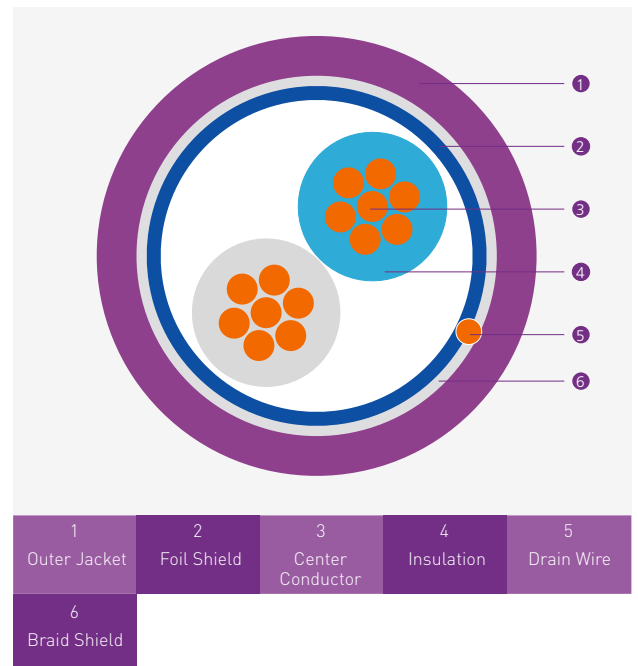 1
2
3
4
5
6
1
Outer Jacket
2
Foil Shield
3
Center
Conductor
4
Insulation
5
Drain Wire
6
Braid Shield